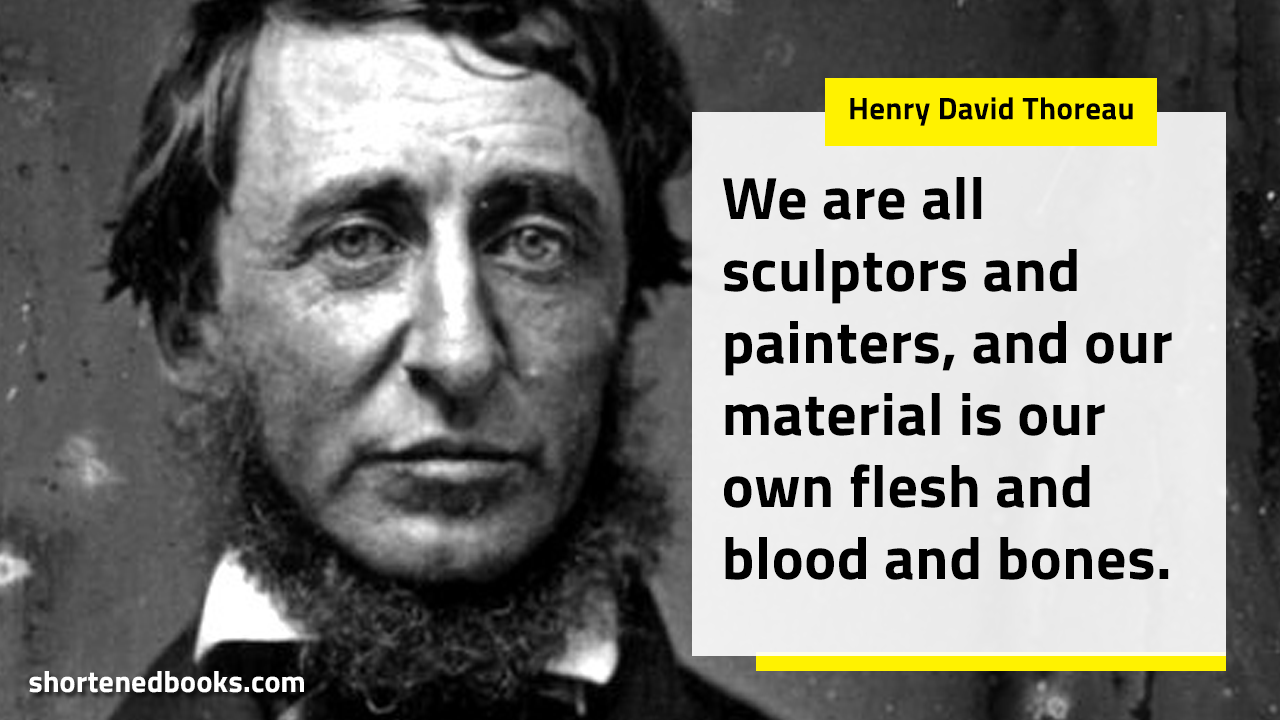 Henry David Thoreau
We are all
sculptors and
painters, and our
material is our
own flesh and
blood and bones.
shortenedbooks.com